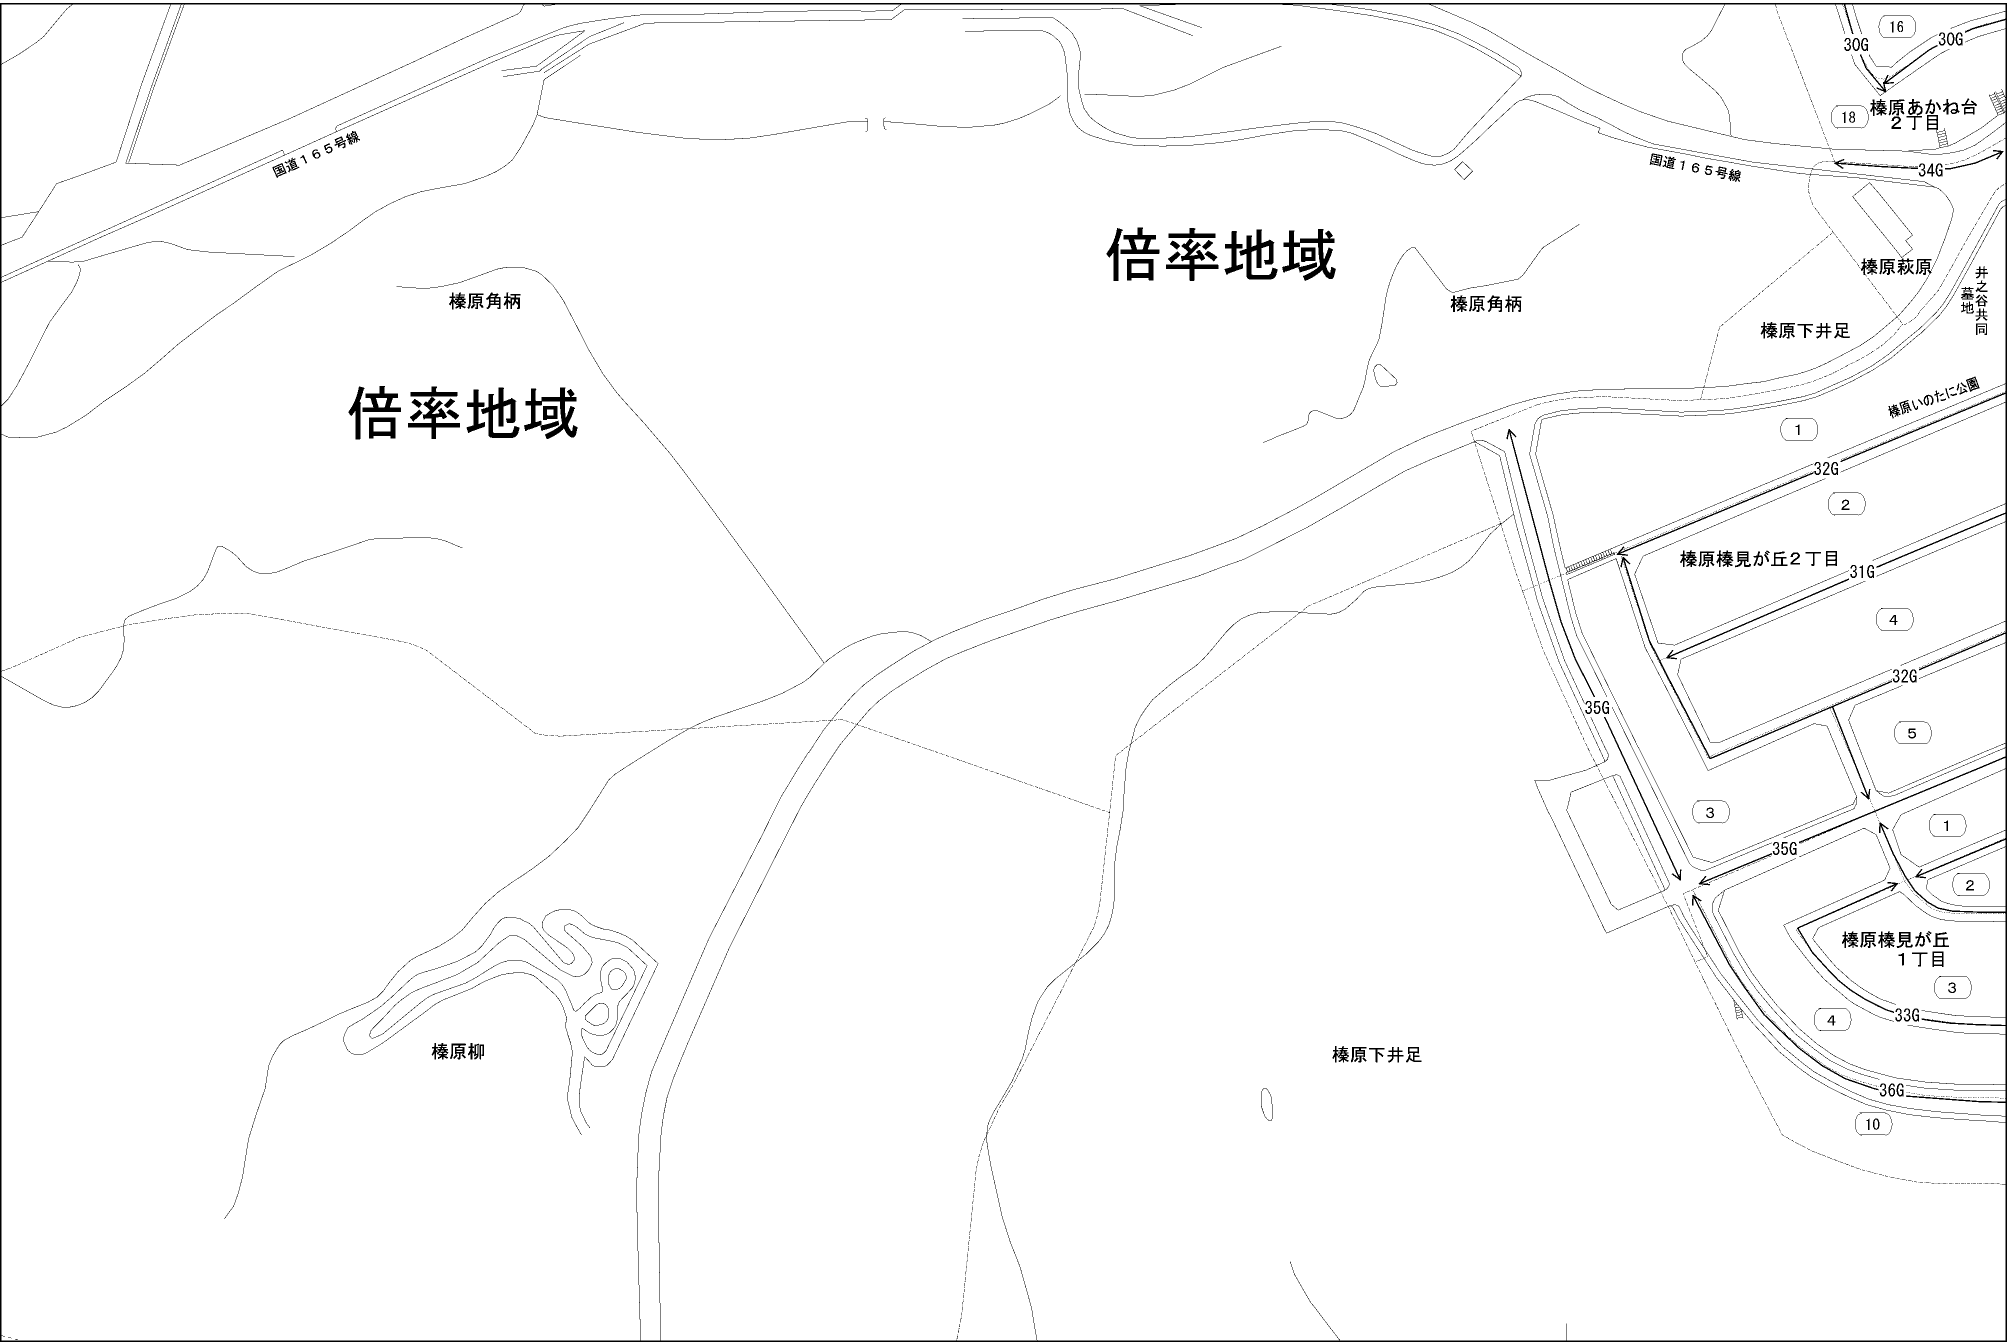 16
30G
30G
榛原あかね台
２丁目
18
国道１６５号線
国道１６５号線
34G
倍率地域
榛原萩原
井之谷共同
墓地
榛原角柄
榛原角柄
榛原下井足
倍率地域
榛原いのたに公園
1
32G
2
榛原榛見が丘２丁目
31G
4
32G
35G
5
3
1
35G
2
榛原榛見が丘
１丁目
3
33G
4
榛原柳
榛原下井足
36G
10